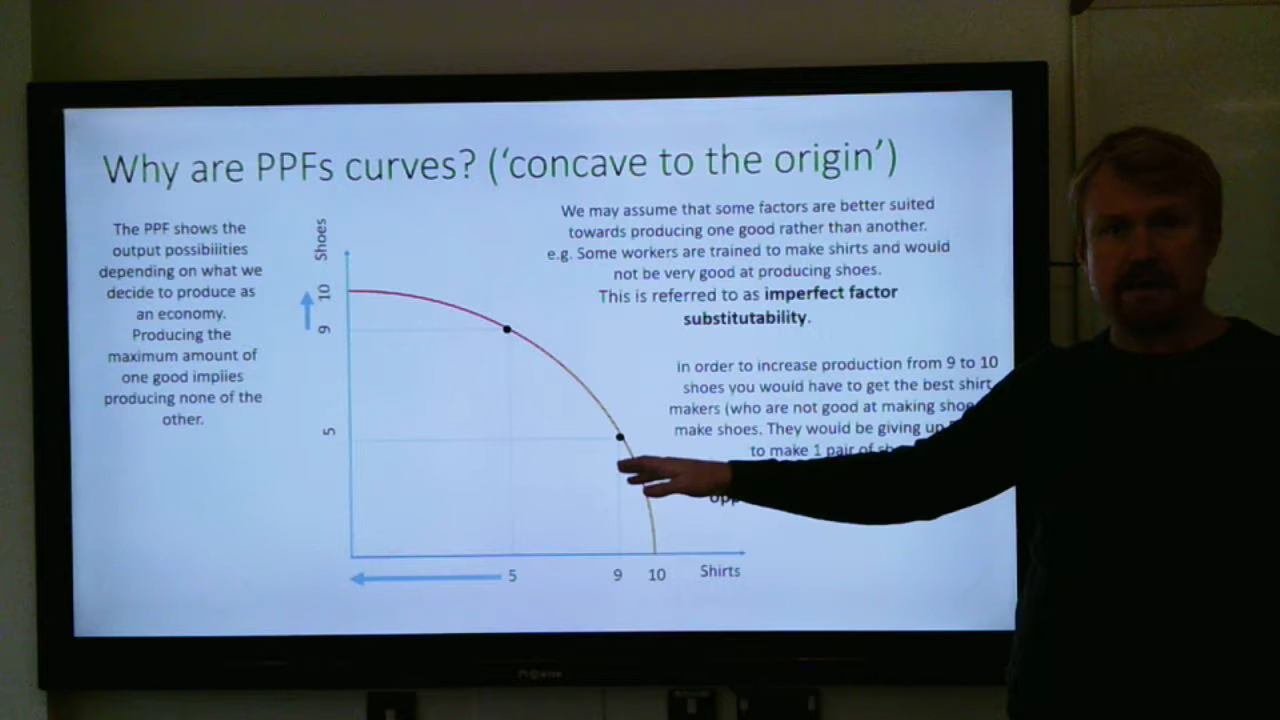 Why are PPFs curves? (‘concave to the origin’)
The PPF shows the
output possibilities
depending on what we
decide to produce as
an economy.
Producing the
maximum amount of
one good implies
producing none of the
other.
Shoes
10
9
5
5
9
10
Shirts
We may assume that some factors are better suited
towards producing one good rather than another.
e.g. Some workers are trained to make shirts and would
not be very good at producing shoes.
This is referred to as imperfect factor
substitutability.
In order to increase production from 9 to 10
shoes you would have to get the best shirt
makers (who are not good at making
make shoes. They would be giving up
to make 1 pair of